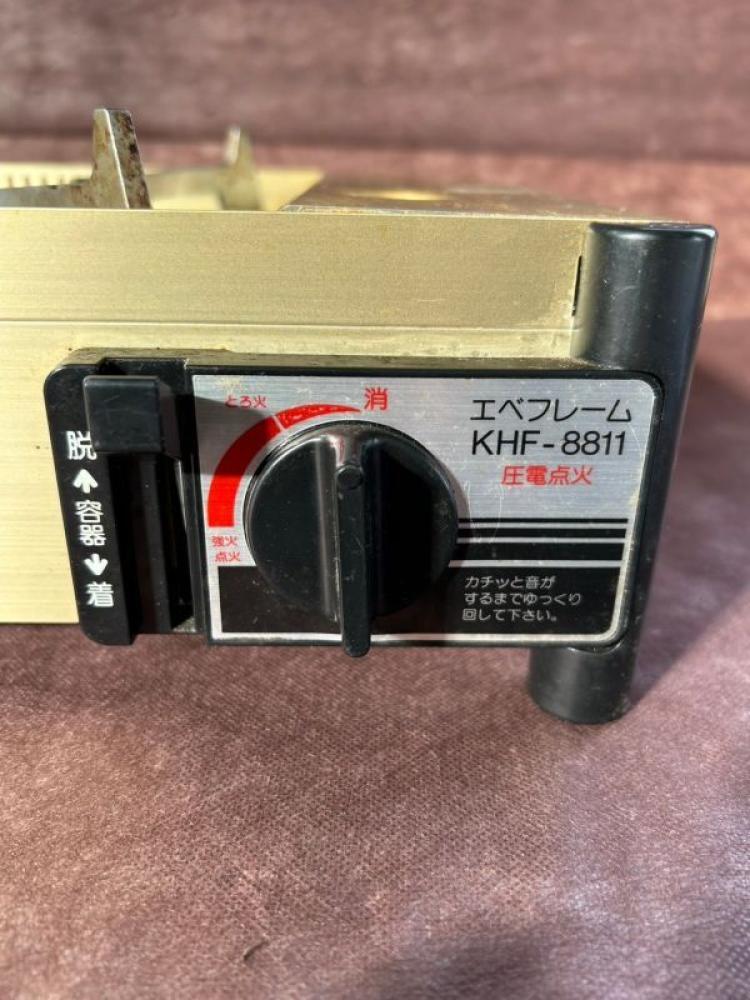 脱
↑
容器
↓
着
とろ火
消
強火
点火
エベフレーム
KHF-8811
圧電点火
カチッと音が
するまでゆっくり
回して下さい。